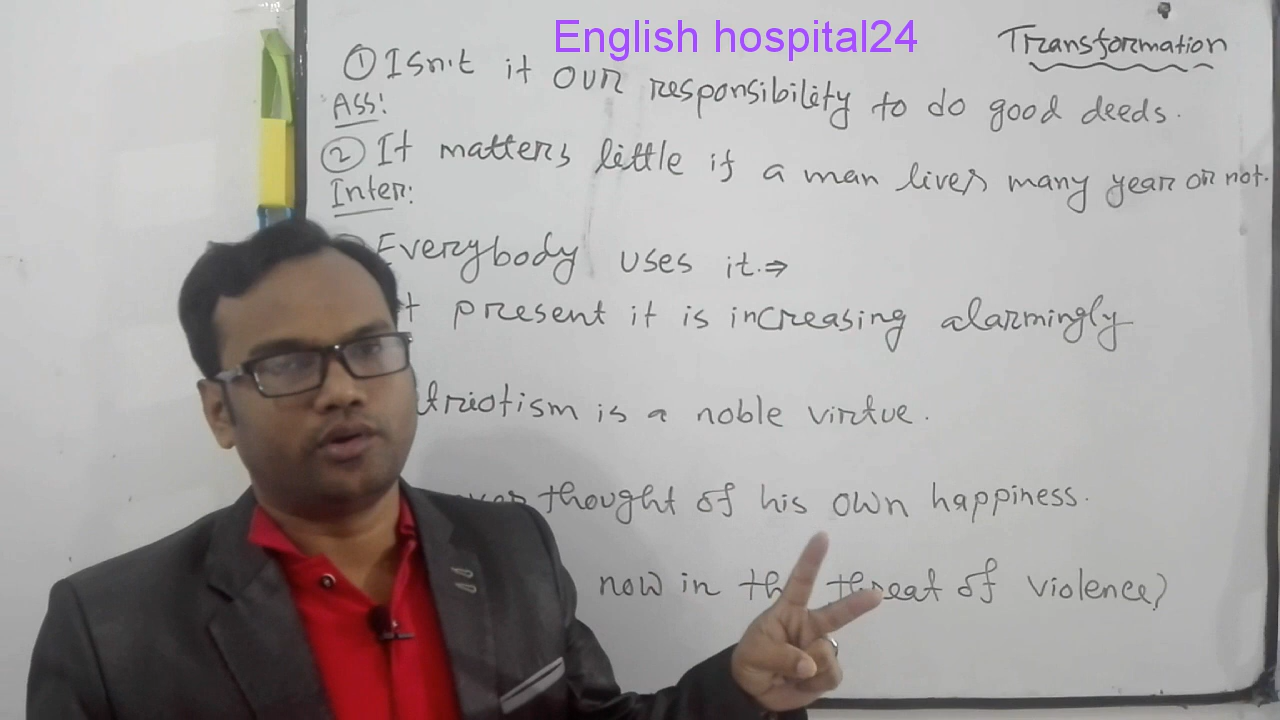 English hospital24
Transformation
① Isn't it our responsibility to do good deeds.
Ass:
② It matters little if a man lives many year or not.
Inter:
Everybody uses it.⇒
present it is increasing alarmingly
is a noble virtue.
thought of his own happiness.
now in threat of violence?